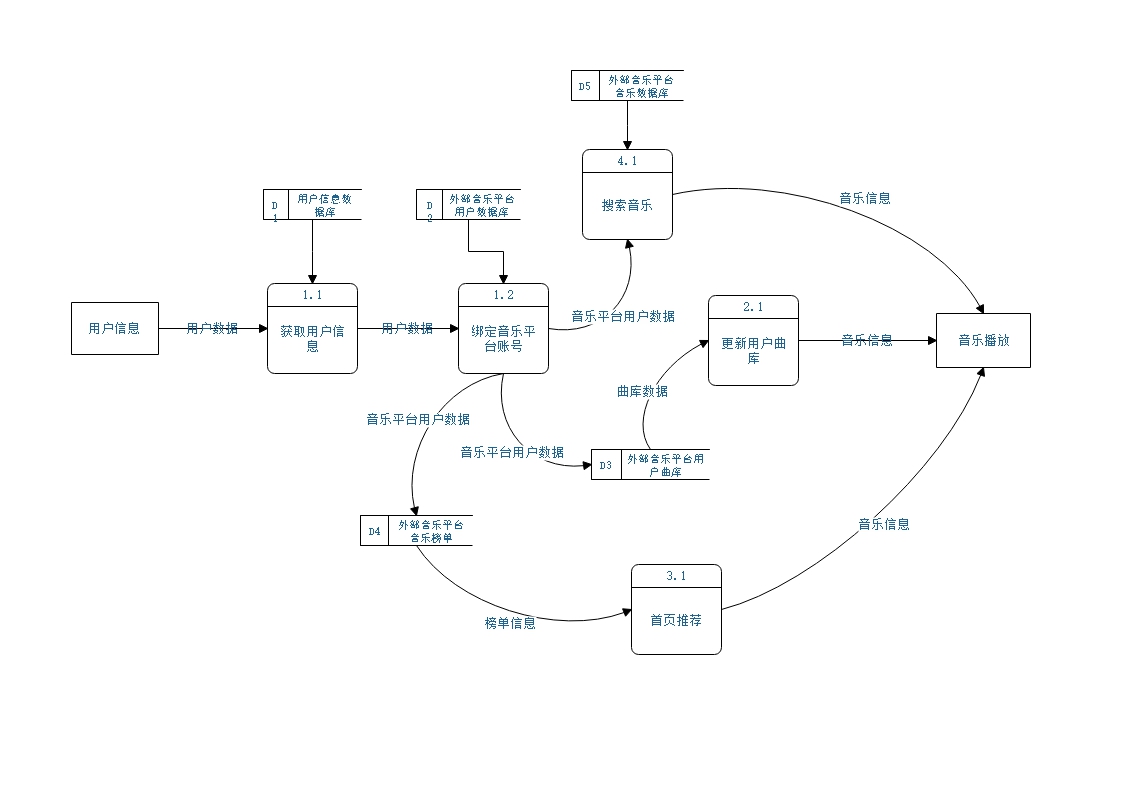 D5
外部音乐平台
音乐数据库
4.1
搜索音乐
音乐信息
D
1
用户信息数
据库
D
2
外部音乐平台
用户数据库
1.1
获取用户信
息
1.2
绑定音乐平
台账号
用户信息
用户数据
用户数据
音乐平台用户数据
2.1
更新用户曲
库
音乐信息
音乐播放
曲库数据
音乐平台用户数据
音乐平台用户数据
D3
外部音乐平台用
户曲库
D4
外部音乐平台
音乐榜单
音乐信息
3.1
首页推荐
榜单信息